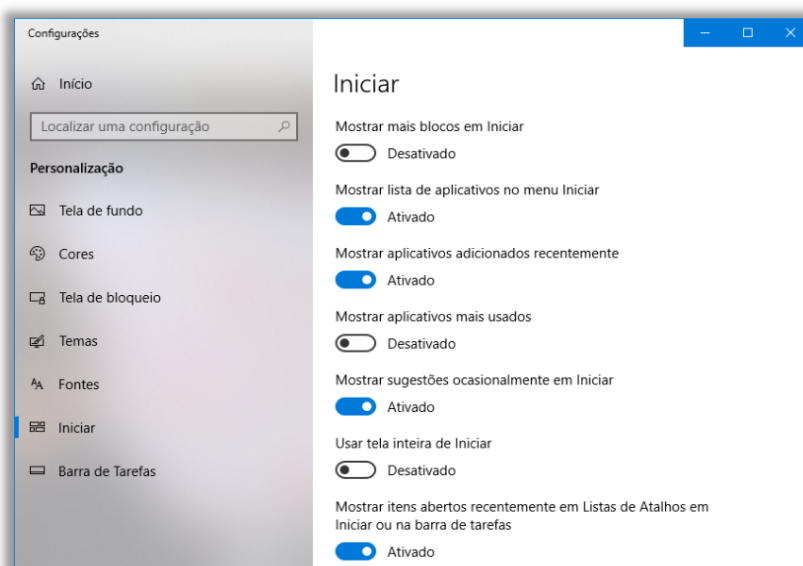 Configurações
Início
Localizar uma configuração
Personalização
Tela de fundo
Cores
Tela de bloqueio
Temas
Fontes
Iniciar
Barra de Tarefas
Iniciar
Mostrar mais blocos em Iniciar
Desativado
Mostrar lista de aplicativos no menu Iniciar
Ativado
Mostrar aplicativos adicionados recentemente
Ativado
Mostrar aplicativos mais usados
Desativado
Mostrar sugestões ocasionalmente em Iniciar
Ativado
Usar tela inteira de Iniciar
Desativado
Mostrar itens abertos recentemente em Listas de Atalhos em
Iniciar ou na barra de tarefas
Ativado